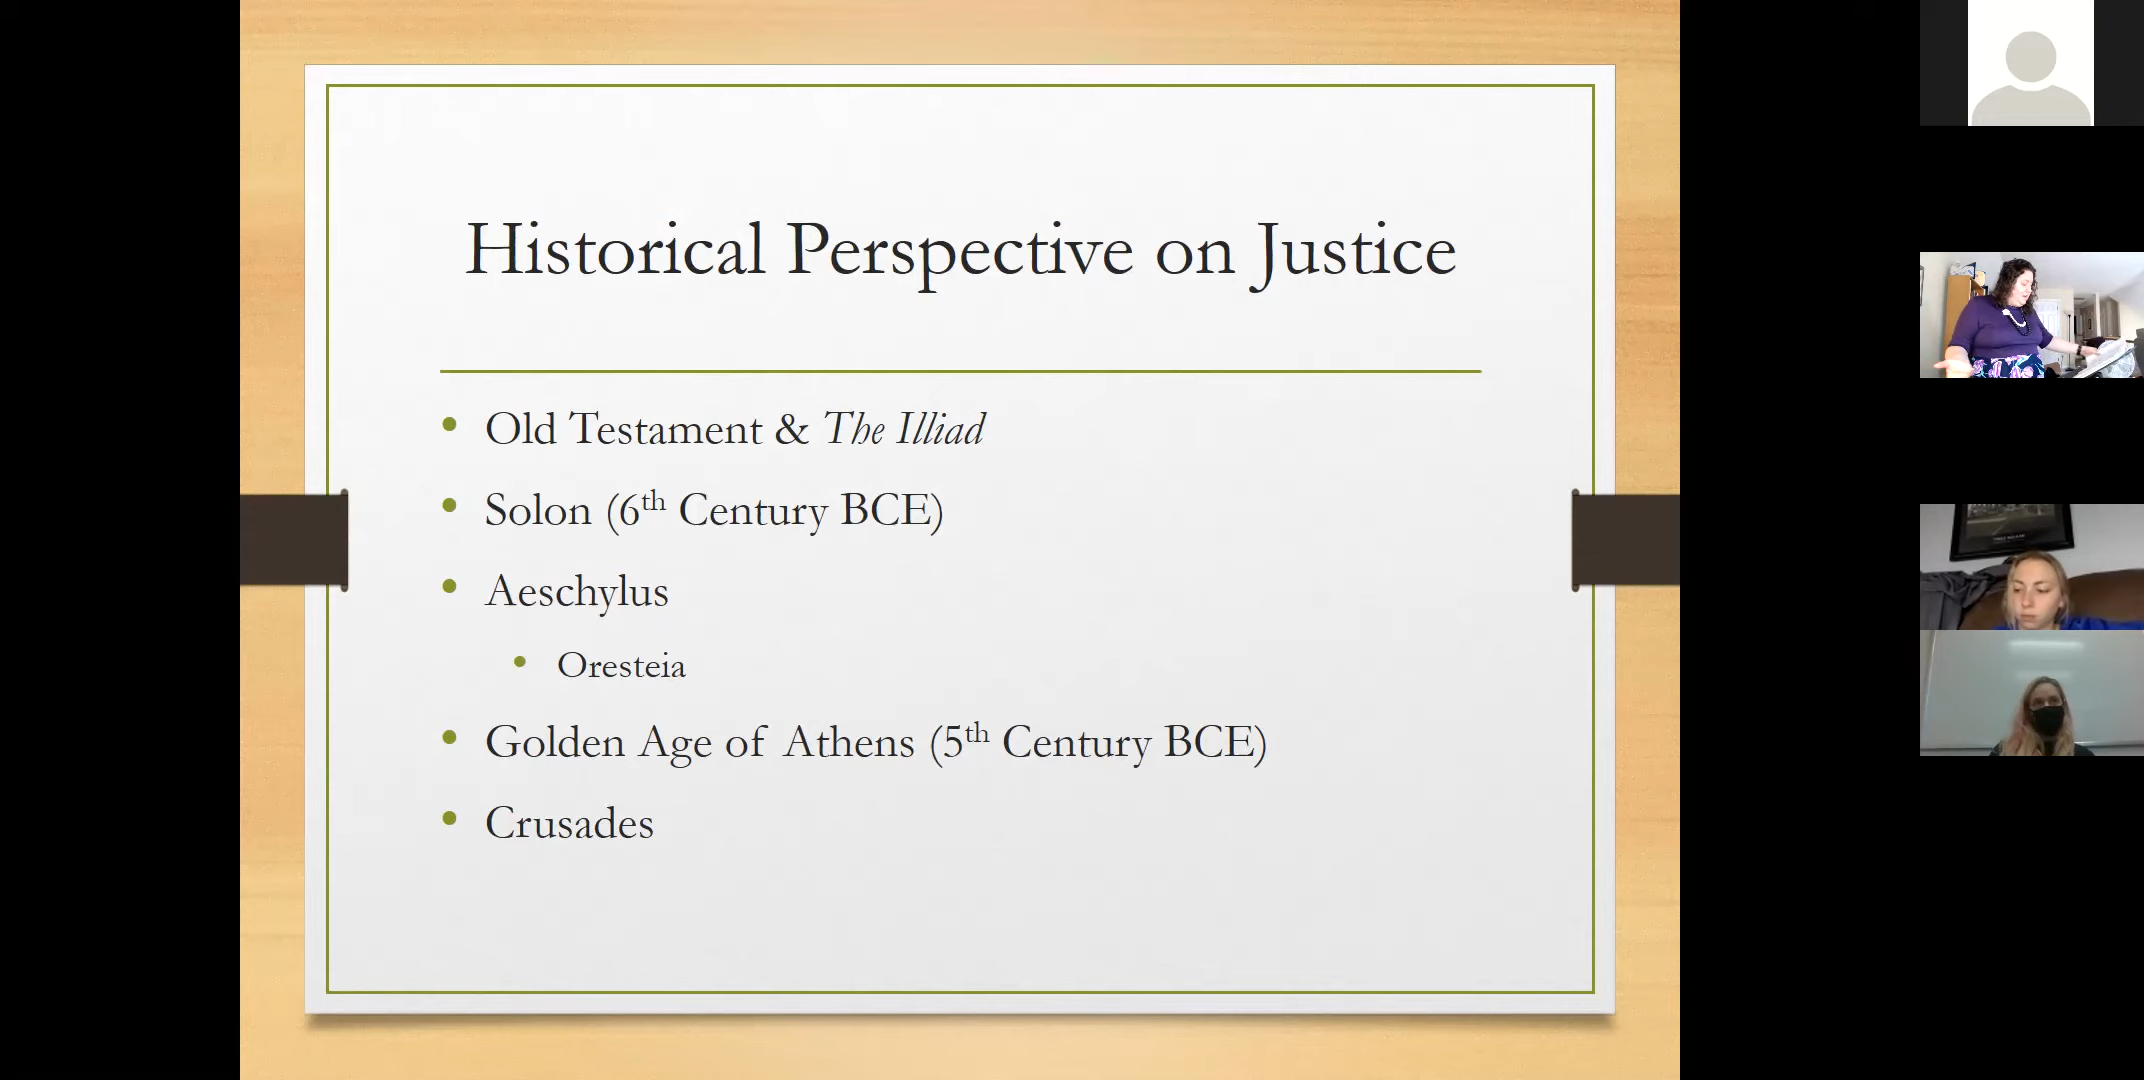 Historical Perspective on Justice
• Old Testament & The Illiad
• Solon (6th Century BCE)
• Aeschylus
• Oresteia
• Golden Age of Athens (5th Century BCE)
• Crusades